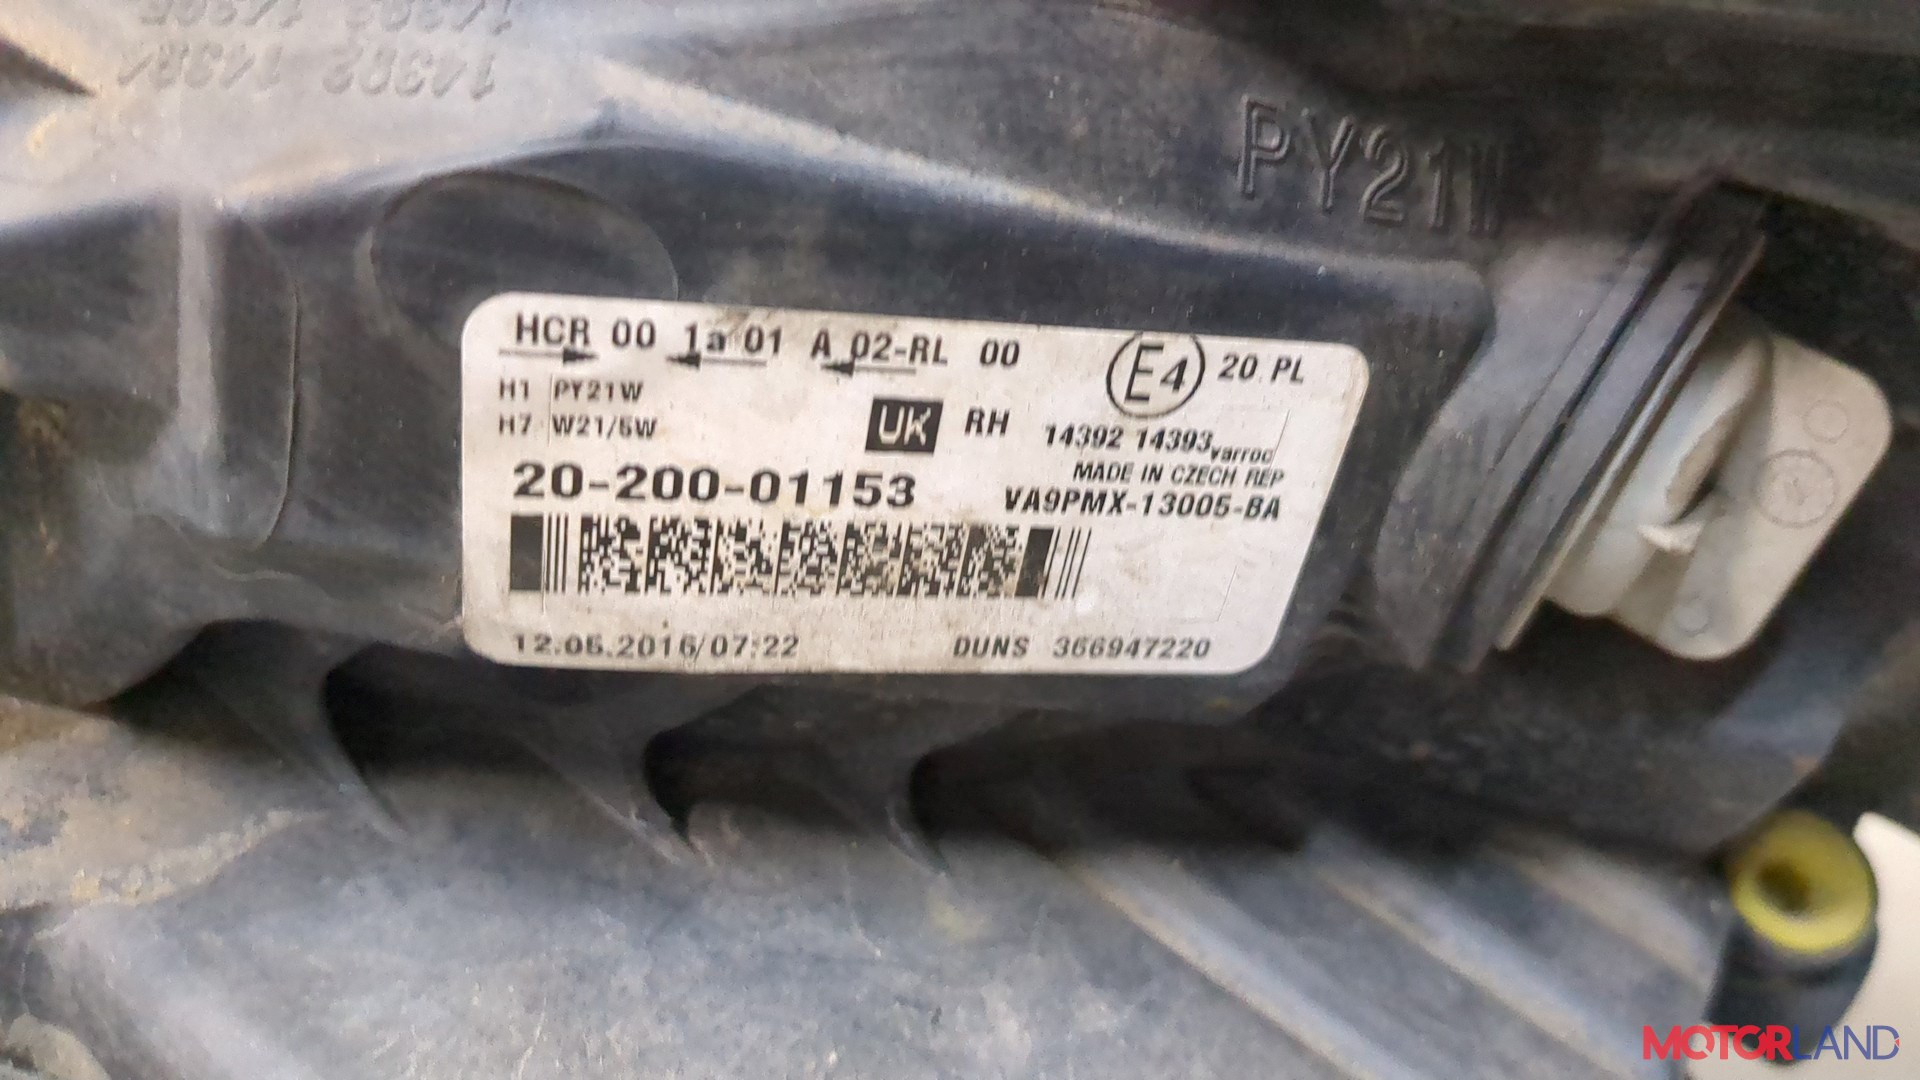 14392 14394
PY21W
HCR 00 1a 01 A 02-RL 00 E4 20 PL
H1 PY21W
H7 W21/5W
UK RH 14392 14393
varroc
MADE IN CZECH REP
20-200-01153 VA9PMX-13005-BA
12.05.2016/07:22 DUNS 366947220
MOTORLAND